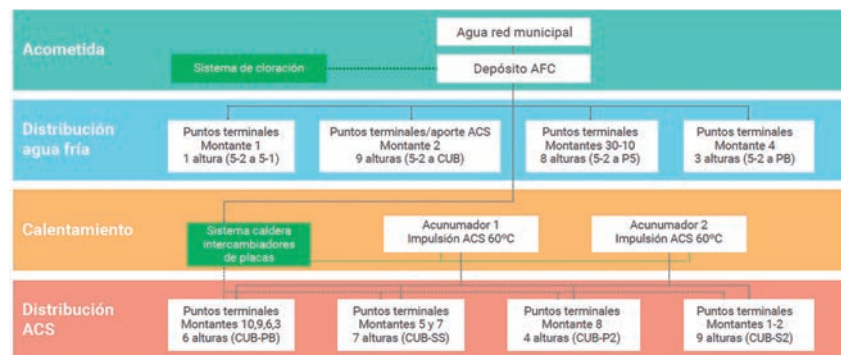 Acometida
Agua red municipal
Sistema de cloración
Depósito AFC
Distribución
agua fría
Puntos terminales
Montante 1
1 altura (5-2 a 5-1)
Puntos terminales/aporte ACS
Montante 2
9 alturas (5-2 a CUB)
Puntos terminales
Montantes 30-10
8 alturas (5-2 a P5)
Puntos terminales
Montante 4
3 alturas (5-2 a PB)
Calentamiento
Sistema caldera
intercambiadores
de placas
Acunumador 1
Impulsión ACS 60ºC
Acunumador 2
Impulsión ACS 60ºC
Distribución
ACS
Puntos terminales
Montantes 10,9,6,3
6 alturas (CUB-PB)
Puntos terminales
Montantes 5 y 7
7 alturas (CUB-SS)
Puntos terminales
Montante 8
4 alturas (CUB-P2)
Puntos terminales
Montantes 1-2
9 alturas (CUB-S2)